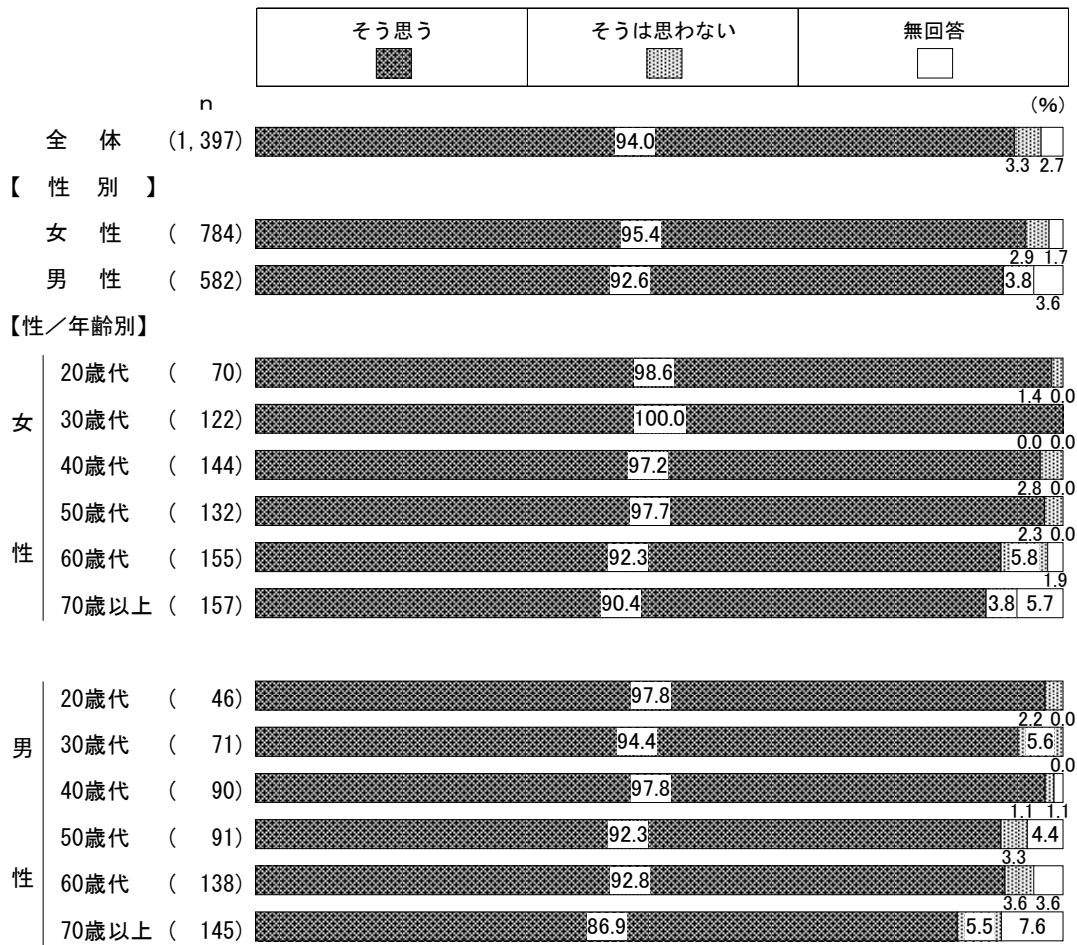 そう思う そうは思わない 無回答
n (%)
全 体 (1,397) 94.0
3.3 2.7
【 性 別 】
女 性 ( 784) 95.4
2.9 1.7
男 性 ( 582) 92.6 3.8
3.6
【性/年齢別】
女性
20歳代 ( 70) 98.6
1.4 0.0
30歳代 ( 122) 100.0
0.0 0.0
40歳代 ( 144) 97.2
2.8 0.0
50歳代 ( 132) 97.7
2.3 0.0
60歳代 ( 155) 92.3 5.8
1.9
70歳以上 ( 157) 90.4 3.8 5.7
男性
20歳代 ( 46) 97.8
2.2 0.0
30歳代 ( 71) 94.4 5.6
0.0
40歳代 ( 90) 97.8
1.1 1.1
50歳代 ( 91) 92.3 4.4
3.3
60歳代 ( 138) 92.8
3.6 3.6
70歳以上 ( 145) 86.9 5.5 7.6